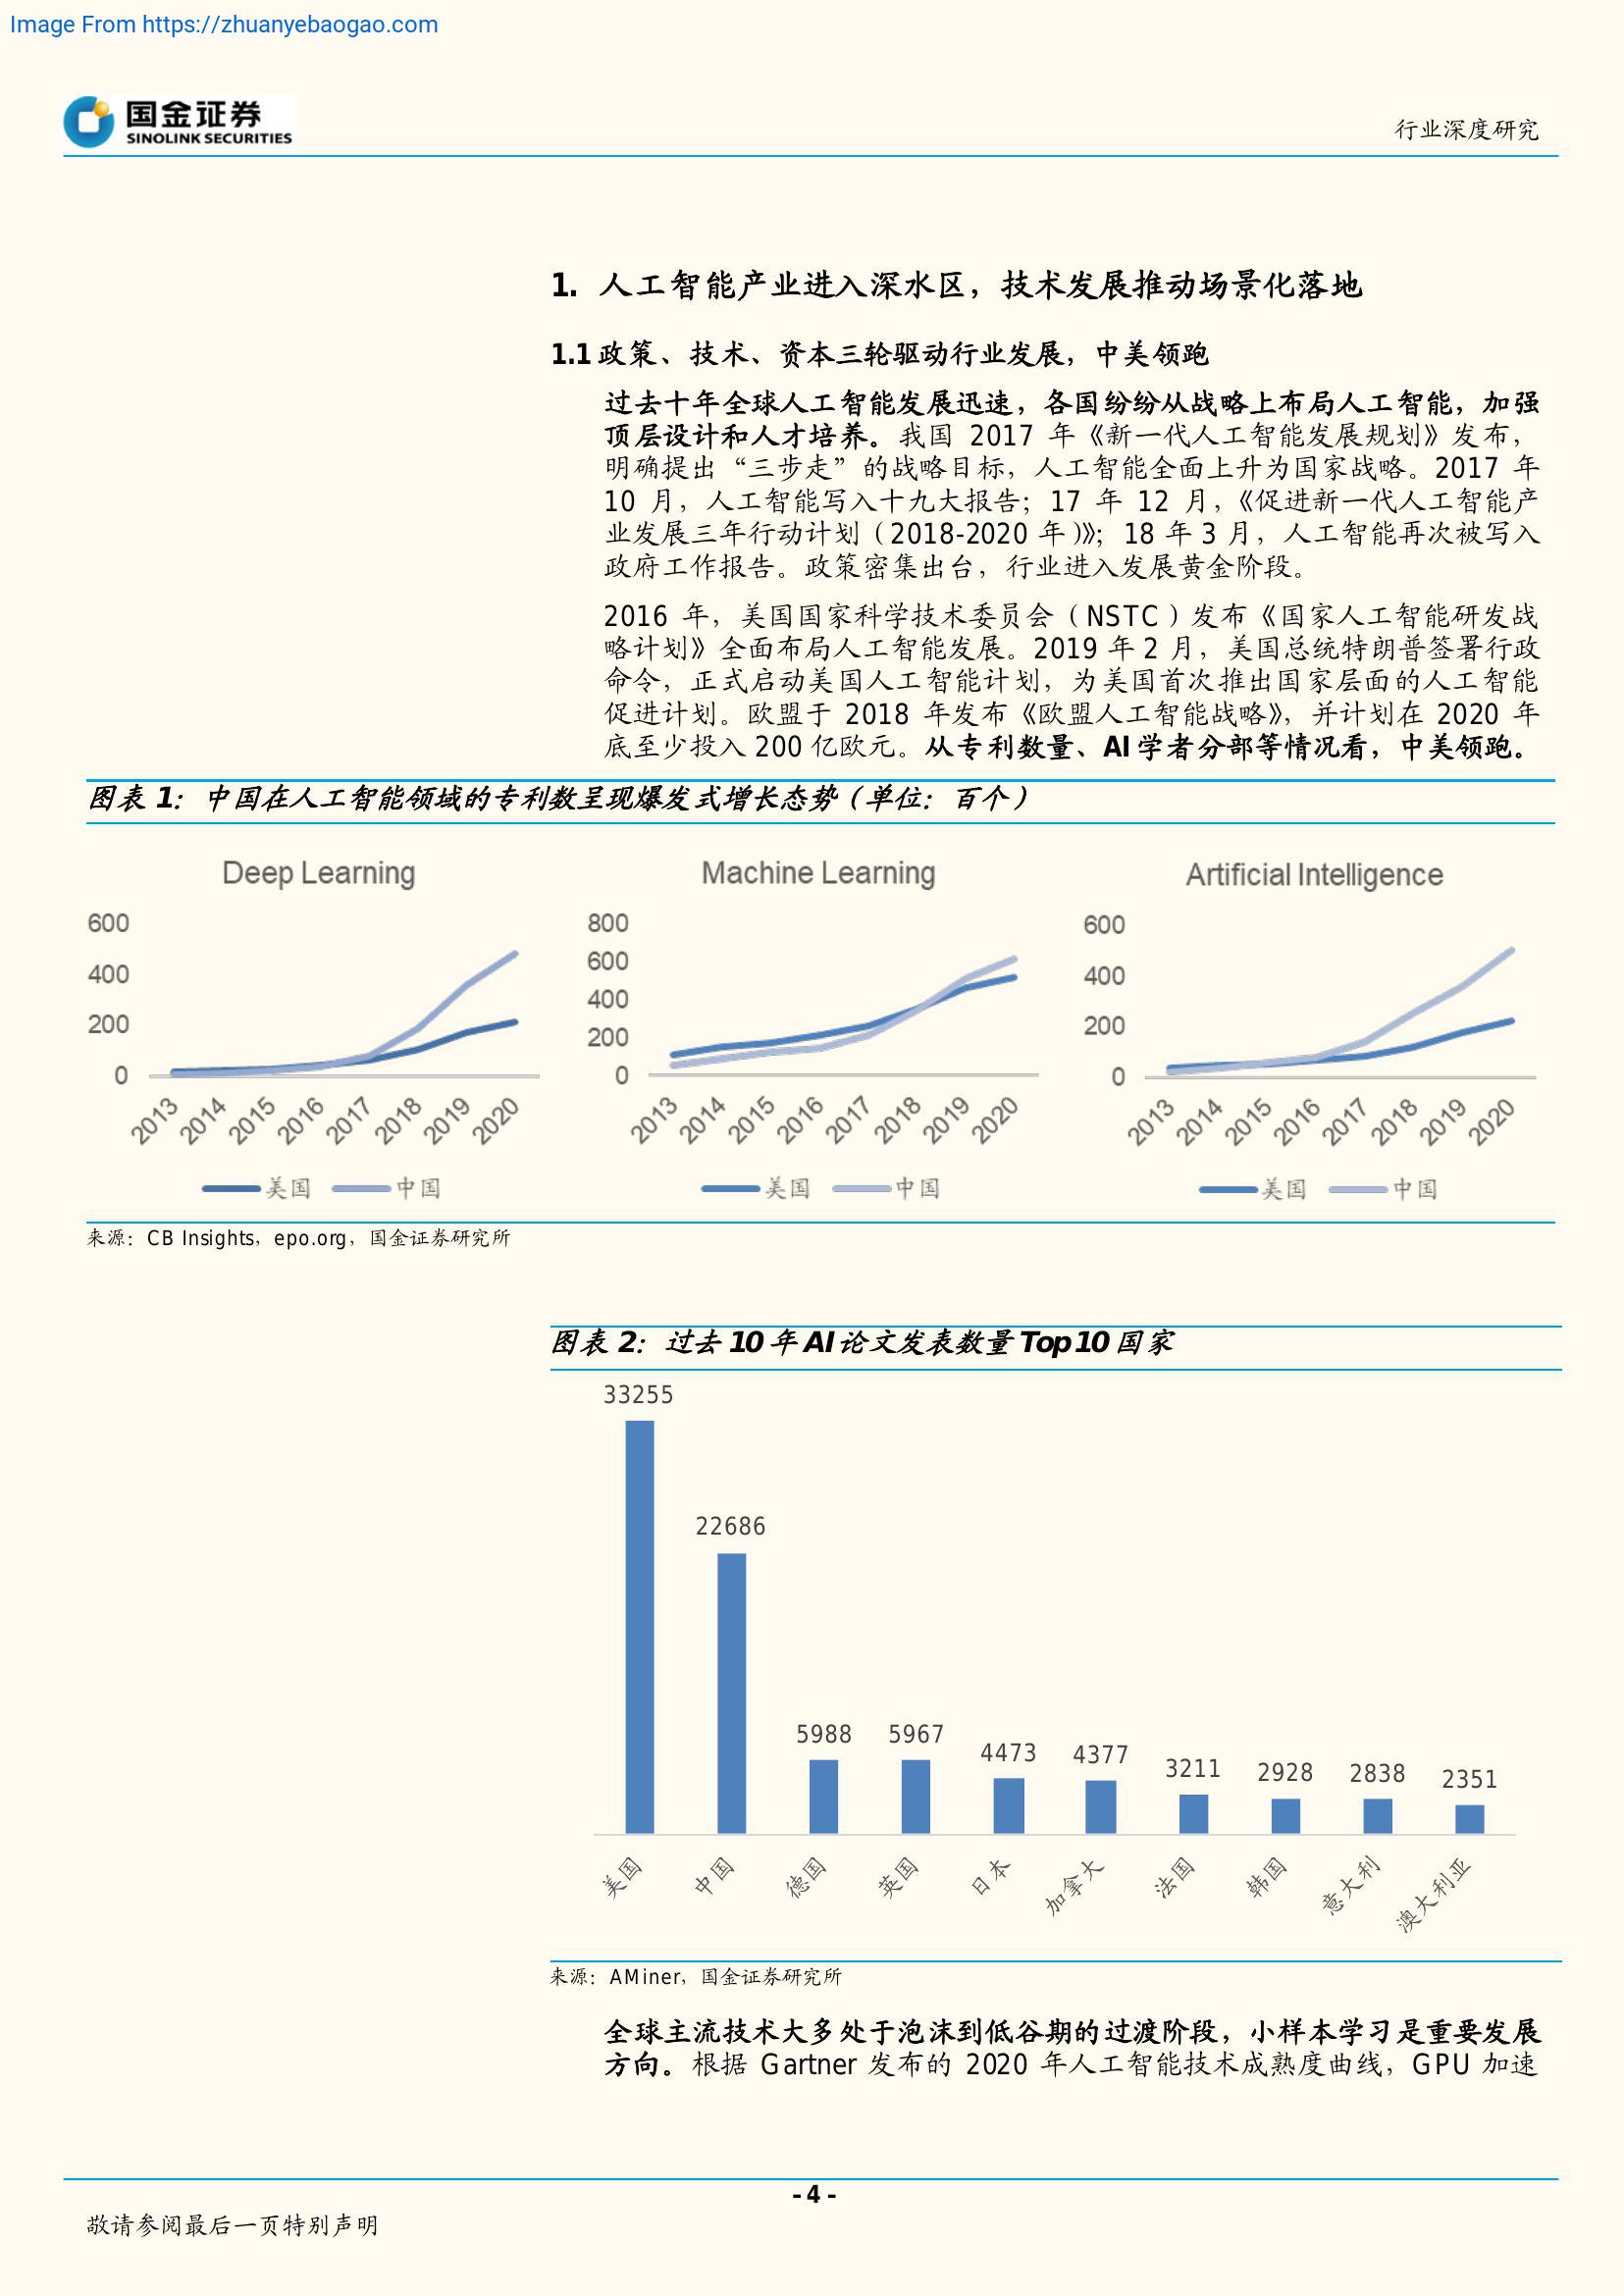 Image From https://zhuanyebaogao.com
国金证券
SINOLINK SECURITIES
行业深度研究
1. 人工智能产业进入深水区，技术发展推动场景化落地
1.1 政策、技术、资本三轮驱动行业发展，中美领跑
过去十年全球人工智能发展迅速，各国纷纷从战略上布局人工智能，加强
顶层设计和人才培养。我国 2017 年《新一代人工智能发展规划》发布，
明确提出“三步走”的战略目标，人工智能全面上升为国家战略。2017 年
10 月，人工智能写入十九大报告；17 年 12 月，《促进新一代人工智能产
业发展三年行动计划（2018-2020 年）》；18 年 3 月，人工智能再次被写入
政府工作报告。政策密集出台，行业进入发展黄金阶段。
2016 年，美国国家科学技术委员会（NSTC）发布《国家人工智能研发战
略计划》全面布局人工智能发展。2019 年 2 月，美国总统特朗普签署行政
命令，正式启动美国人工智能计划，为美国首次推出国家层面的人工智能
促进计划。欧盟于 2018 年发布《欧盟人工智能战略》，并计划在 2020 年
底至少投入 200 亿欧元。从专利数量、AI 学者分部等情况看，中美领跑。
图表 1：中国在人工智能领域的专利数呈现爆发式增长态势（单位：百个）
Deep Learning
600
400
200
0
2013 2014 2015 2016 2017 2018 2019 2020
美国 中国
Machine Learning
800
600
400
200
0
2013 2014 2015 2016 2017 2018 2019 2020
美国 中国
Artificial Intelligence
600
400
200
0
2013 2014 2015 2016 2017 2018 2019 2020
美国 中国
来源：CB Insights，epo.org，国金证券研究所
图表 2：过去 10 年 AI 论文发表数量 Top10 国家
33255
22686
5988 5967 4473 4377 3211 2928 2838 2351
美国 中国 德国 英国 日本 加拿大 法国 韩国 意大利 澳大利亚
来源：AMiner，国金证券研究所
全球主流技术大多处于泡沫到低谷期的过渡阶段，小样本学习是重要发展
方向。根据 Gartner 发布的 2020 年人工智能技术成熟度曲线，GPU 加速
- 4 -
敬请参阅最后一页特别声明